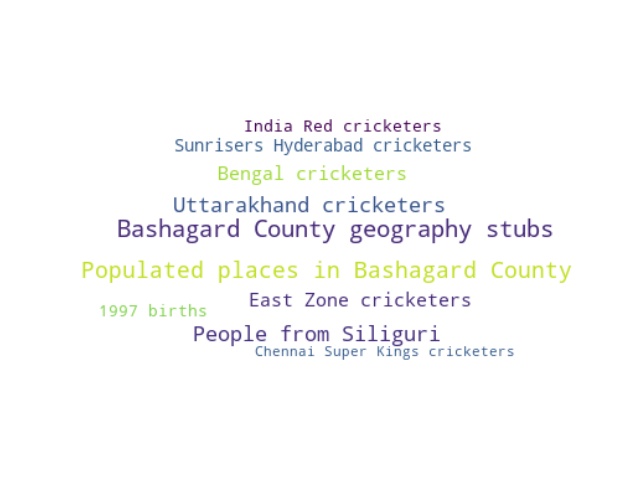 India Red cricketers
Sunrisers Hyderabad cricketers
Bengal cricketers
Uttarakhand cricketers
Bashagard County geography stubs
Populated places in Bashagard County
East Zone cricketers
1997 births
People from Siliguri
Chennai Super Kings cricketers